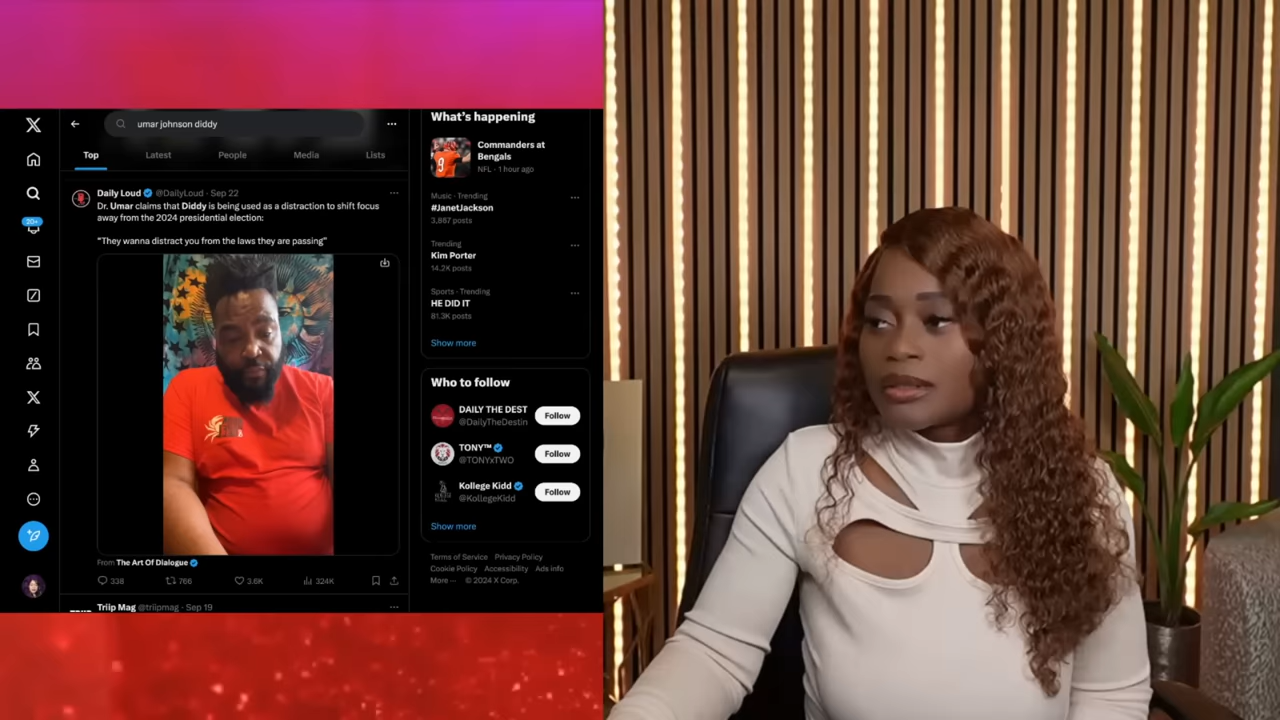 umar johnson diddy
Top
Latest
People
Media
Lists
Daily Loud @DailyLoud · Sep 22
Dr. Umar claims that Diddy is being used as a distraction to shift focus
away from the 2024 presidential election:
"They wanna distract you from the laws they are passing"
From The Art Of Dialogue
338
766
3.6K
324K
Triip Mag @triipmag · Sep 19
20+
What's happening
Commanders at
Bengals
NFL · 1 hour ago
Music · Trending
#JanetJackson
3,867 posts
Trending
Kim Porter
14.2K posts
Sports · Trending
HE DID IT
81.3K posts
Show more
Who to follow
DAILY THE DEST
@DailyTheDestin
Follow
TONY™
@TONYxTWO
Follow
Kollege Kidd
@KollegeKidd
Follow
Show more
Terms of Service Privacy Policy
Cookie Policy Accessibility Ads info
More ··· © 2024 X Corp.